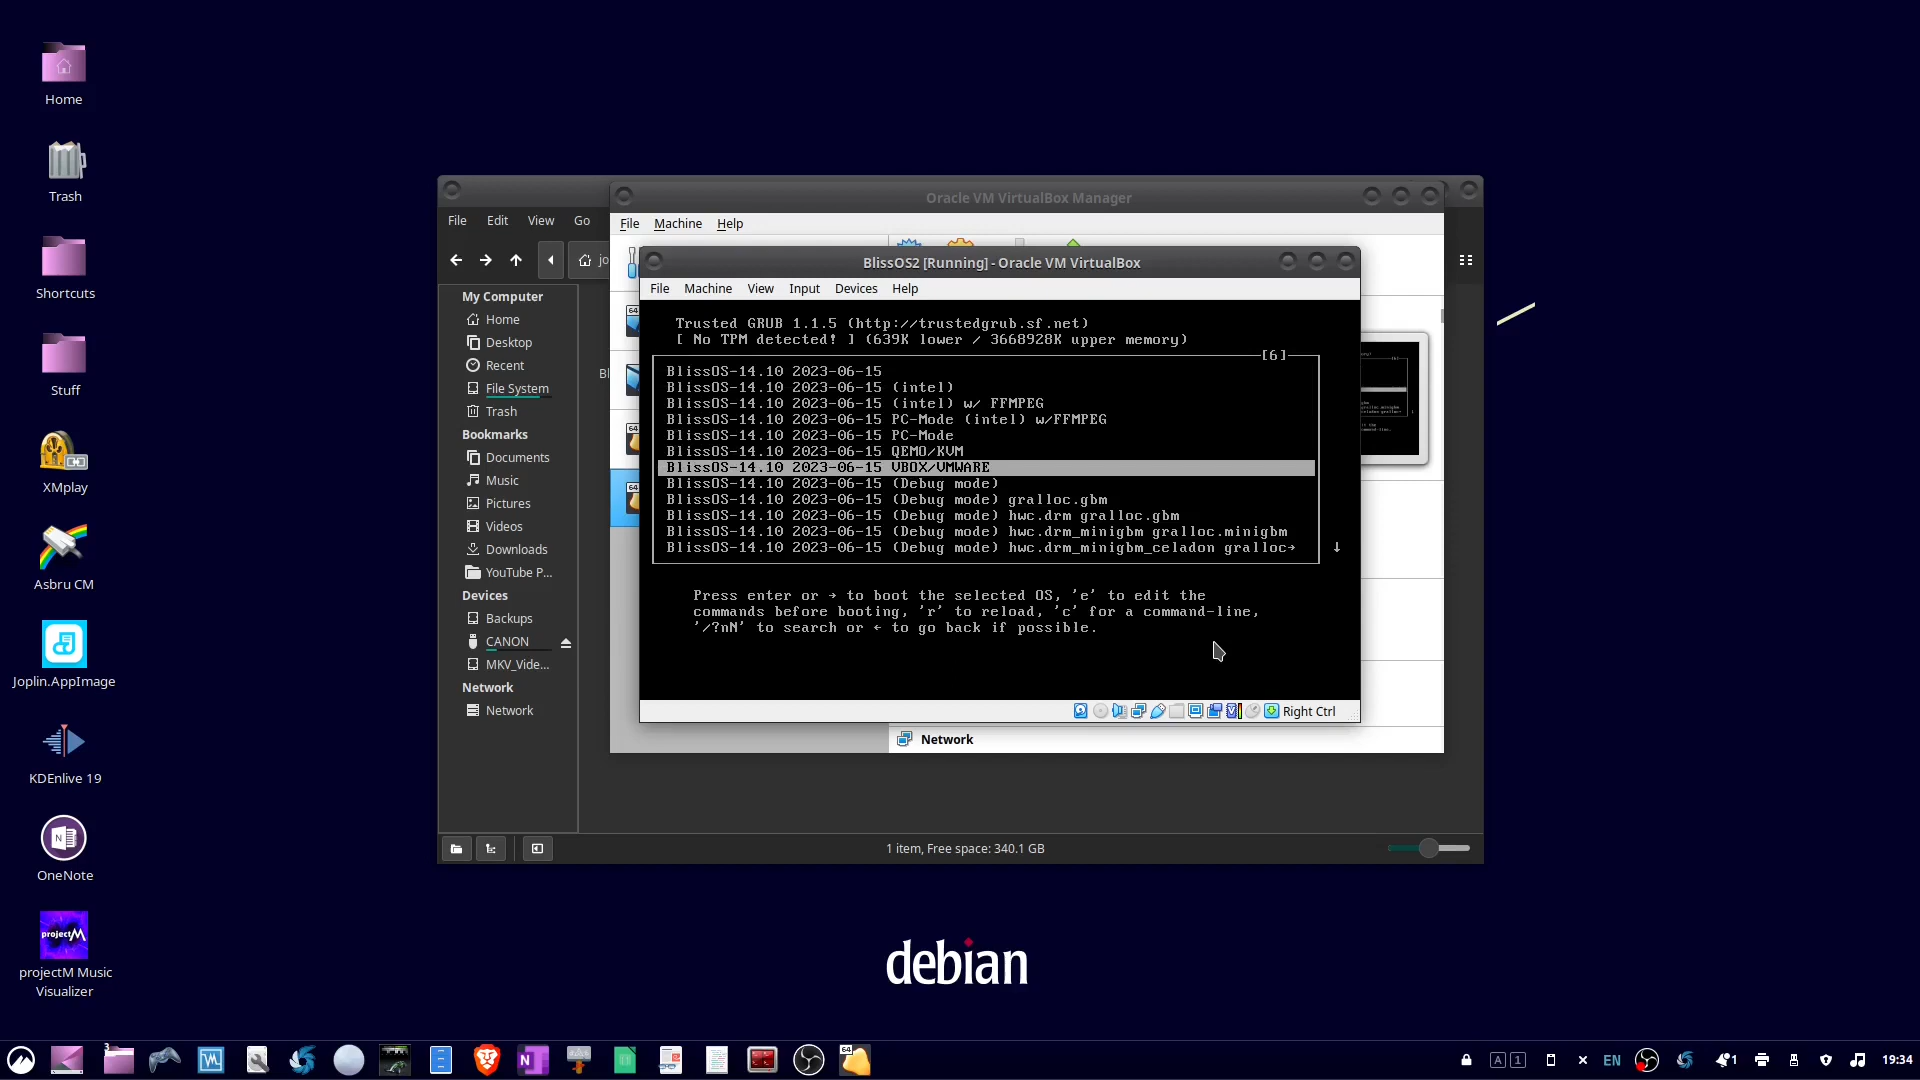 Home
Trash
Shortcuts
Stuff
XMplay
Asbru CM
Joplin.AppImage
KDEnlive 19
OneNote
projectM
projectM Music
Visualizer
File Edit View Go
jo
My Computer
Home
Desktop
Recent
File System
Trash
Bookmarks
Documents
Music
Pictures
Videos
Downloads
YouTube P...
Devices
Backups
CANON
MKV_Vide...
Network
Network
Bl
1 item, Free space: 340.1 GB
Oracle VM VirtualBox Manager
File Machine Help
64
64
64
64
Network
BlissOS2 [Running] - Oracle VM VirtualBox
File Machine View Input Devices Help
Trusted GRUB 1.1.5 (http://trustedgrub.sf.net)
[ No TPM detected! ] (639K lower / 3668928K upper memory)
[6]
BlissOS-14.10 2023-06-15
BlissOS-14.10 2023-06-15 (intel)
BlissOS-14.10 2023-06-15 (intel) w/ FFMPEG
BlissOS-14.10 2023-06-15 PC-Mode (intel) w/FFMPEG
BlissOS-14.10 2023-06-15 PC-Mode
BlissOS-14.10 2023-06-15 QEMO/KVM
BlissOS-14.10 2023-06-15 VBOX/VMWARE
BlissOS-14.10 2023-06-15 (Debug mode)
BlissOS-14.10 2023-06-15 (Debug mode) gralloc.gbm
BlissOS-14.10 2023-06-15 (Debug mode) hwc.drm gralloc.gbm
BlissOS-14.10 2023-06-15 (Debug mode) hwc.drm_minigbm gralloc.minigbm
BlissOS-14.10 2023-06-15 (Debug mode) hwc.drm_minigbm_celadon gralloc→ ↓
Press enter or → to boot the selected OS, 'e' to edit the
commands before booting, 'r' to reload, 'c' for a command-line,
'/?nN' to search or ← to go back if possible.
Right Ctrl
debian
3
N
64
A 1
EN
1
19:34